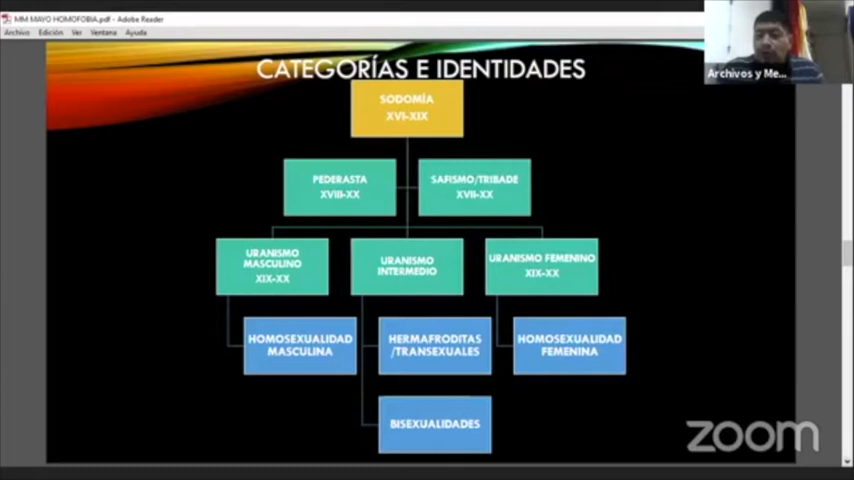 MM MAYO HOMOFOBIA.pdf - Adobe Reader
Archivo Edición Ver Ventana Ayuda
Archivos y Me...
CATEGORÍAS E IDENTIDADES
SODOMÍA
XVI-XIX
PEDERASTA
XVIII-XX
SAFISMO/TRIBADE
XVII-XX
URANISMO
MASCULINO
XIX-XX
URANISMO
INTERMEDIO
URANISMO FEMENINO
XIX-XX
HOMOSEXUALIDAD
MASCULINA
HERMAFRODITAS
/TRANSEXUALES
HOMOSEXUALIDAD
FEMENINA
BISEXUALIDADES
zoom